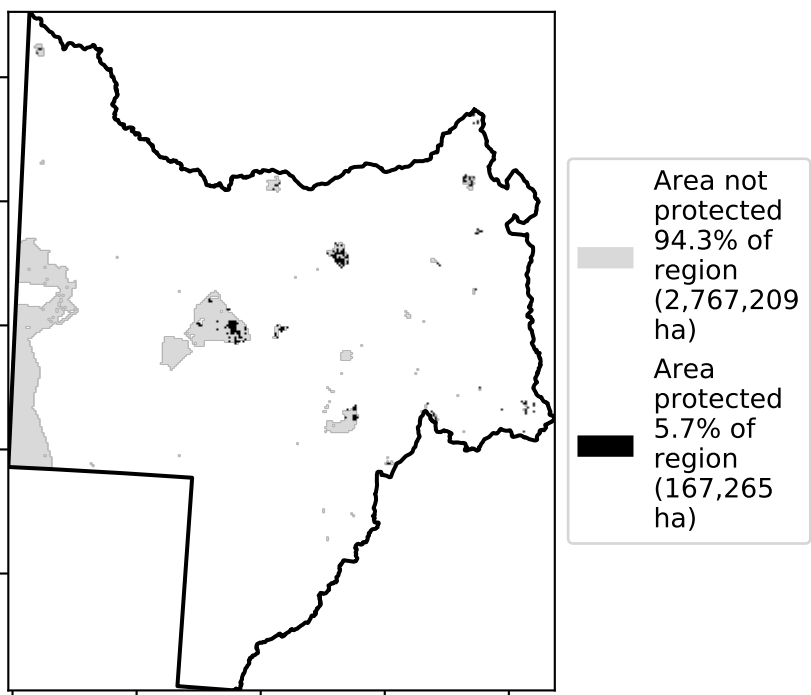 Area not
protected
94.3% of
region
(2,767,209
ha)
Area
protected
5.7% of
region
(167,265
ha)